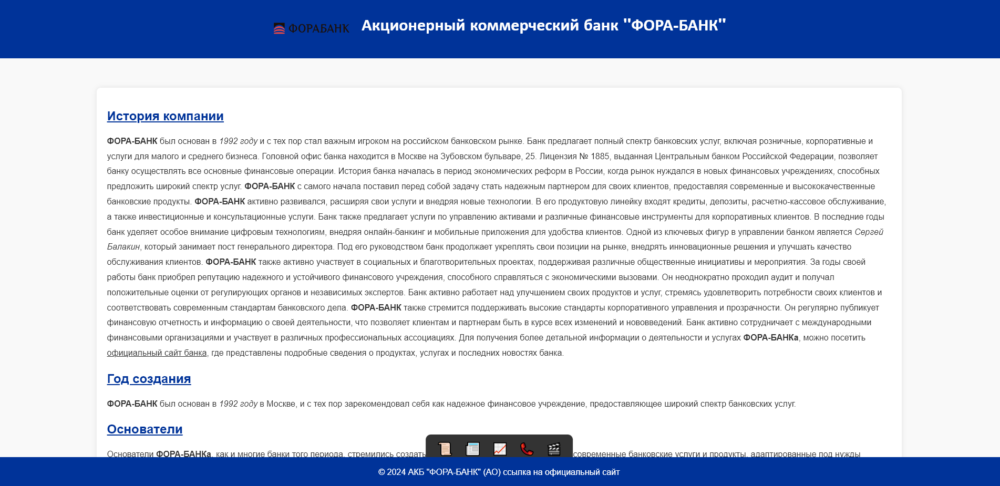 ФОРАБАНК Акционерный коммерческий банк "ФОРА-БАНК"
История компании
ФОРА-БАНК был основан в 1992 году и с тех пор стал важным игроком на российском банковском рынке. Банк предлагает полный спектр банковских услуг, включая розничные, корпоративные и
услуги для малого и среднего бизнеса. Головной офис банка находится в Москве на Зубовском бульваре, 25. Лицензия № 1885, выданная Центральным банком Российской Федерации, позволяет
банку осуществлять все основные финансовые операции. История банка началась в период экономических реформ в России, когда рынок нуждался в новых финансовых учреждениях, способных
предложить широкий спектр услуг. ФОРА-БАНК с самого начала поставил перед собой задачу стать надежным партнером для своих клиентов, предоставляя современные и высококачественные
банковские продукты. ФОРА-БАНК активно развивался, расширяя свои услуги и внедряя новые технологии. В его продуктовую линейку входят кредиты, депозиты, расчетно-кассовое обслуживание,
а также инвестиционные и консультационные услуги. Банк также предлагает услуги по управлению активами и различные финансовые инструменты для корпоративных клиентов. В последние годы
банк уделяет особое внимание цифровым технологиям, внедряя онлайн-банкинг и мобильные приложения для удобства клиентов. Одной из ключевых фигур в управлении банком является Сергей
Балакин, который занимает пост генерального директора. Под его руководством банк продолжает укреплять свои позиции на рынке, внедрять инновационные решения и улучшать качество
обслуживания клиентов. ФОРА-БАНК также активно участвует в социальных и благотворительных проектах, поддерживая различные общественные инициативы и мероприятия. За годы своей
работы банк приобрел репутацию надежного и устойчивого финансового учреждения, способного справляться с экономическими вызовами. Он неоднократно проходил аудит и получал
положительные оценки от регулирующих органов и независимых экспертов. Банк активно работает над улучшением своих продуктов и услуг, стремясь удовлетворить потребности своих клиентов и
соответствовать современным стандартам банковского дела. ФОРА-БАНК также стремится поддерживать высокие стандарты корпоративного управления и прозрачности. Он регулярно публикует
финансовую отчетность и информацию о своей деятельности, что позволяет клиентам и партнерам быть в курсе всех изменений и нововведений. Банк активно сотрудничает с международными
финансовыми организациями и участвует в различных профессиональных ассоциациях. Для получения более детальной информации о деятельности и услугах ФОРА-БАНКа, можно посетить
официальный сайт банка, где представлены подробные сведения о продуктах, услугах и последних новостях банка.
Год создания
ФОРА-БАНК был основан в 1992 году в Москве, и с тех пор зарекомендовал себя как надежное финансовое учреждение, предоставляющее широкий спектр банковских услуг.
Основатели
Основатели ФОРА-БАНКа, как и многие банки того периода, стремились создать современные банковские услуги и продукты, адаптированные под нужды
© 2024 АКБ "ФОРА-БАНК" (АО) ссылка на официальный сайт